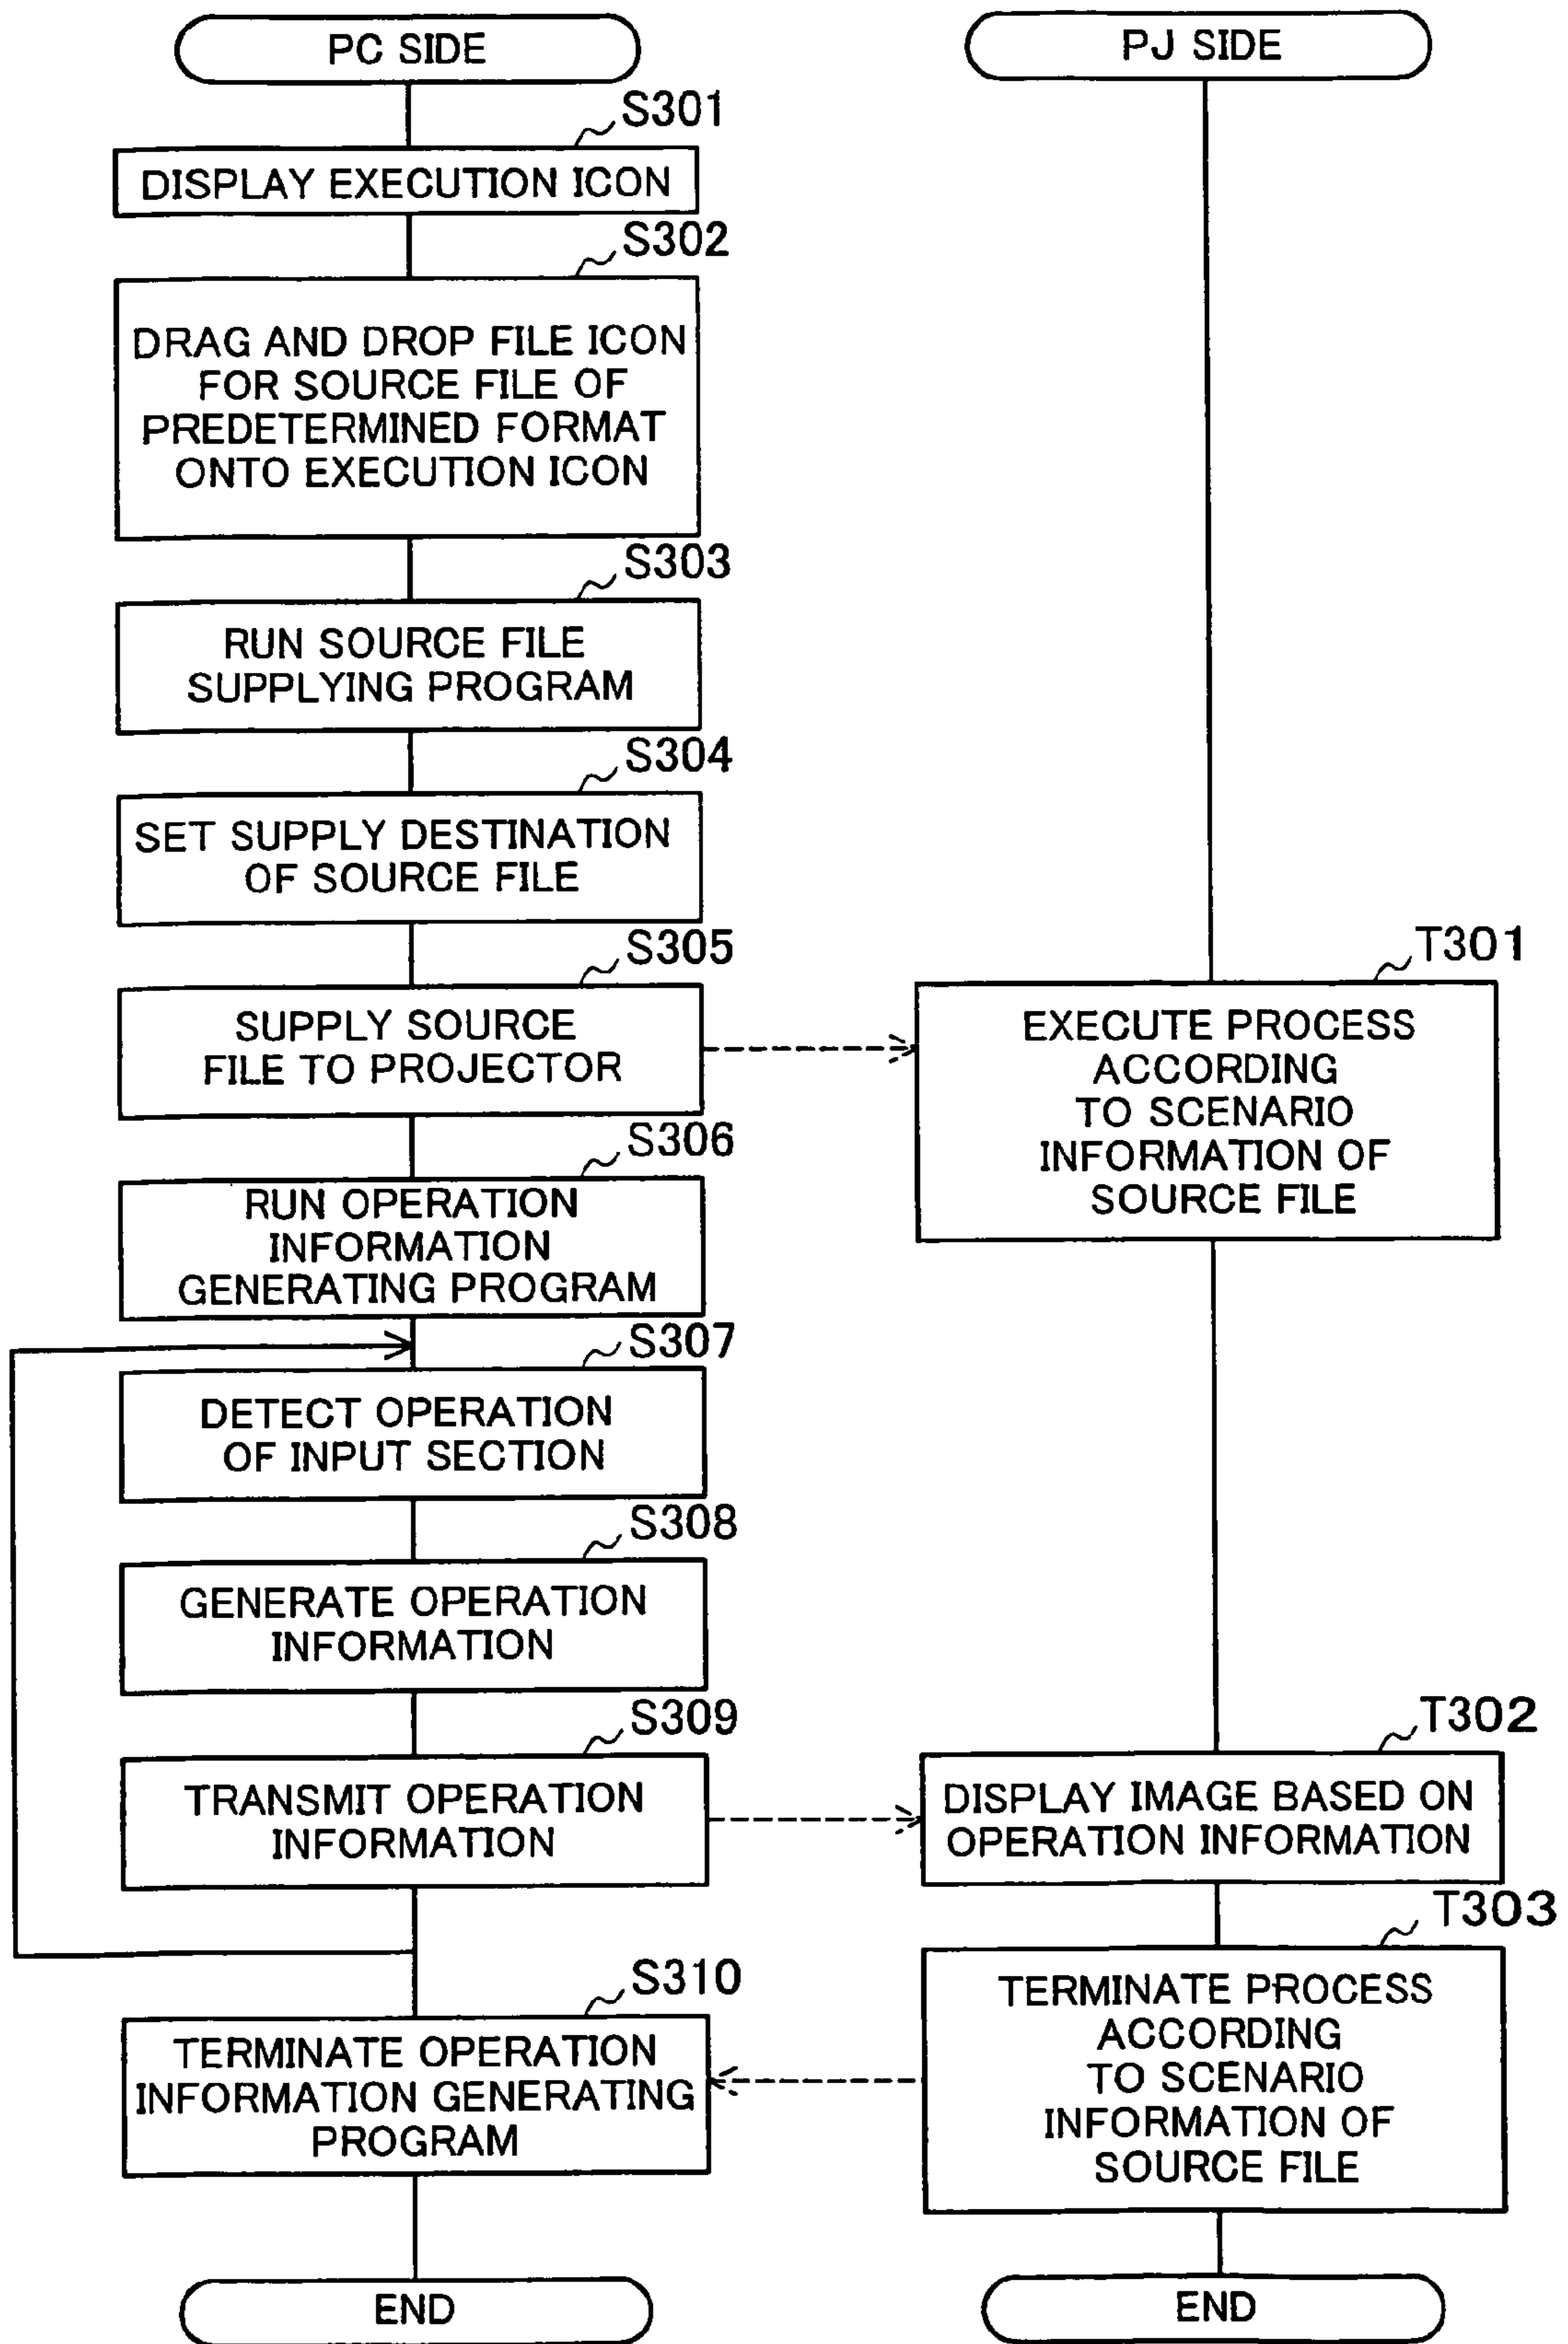 PC SIDE
S301
DISPLAY EXECUTION ICON
S302
DRAG AND DROP FILE ICON
FOR SOURCE FILE OF
PREDETERMINED FORMAT
ONTO EXECUTION ICON
S303
RUN SOURCE FILE
SUPPLYING PROGRAM
S304
SET SUPPLY DESTINATION
OF SOURCE FILE
S305
SUPPLY SOURCE
FILE TO PROJECTOR
S306
RUN OPERATION
INFORMATION
GENERATING PROGRAM
S307
DETECT OPERATION
OF INPUT SECTION
S308
GENERATE OPERATION
INFORMATION
S309
TRANSMIT OPERATION
INFORMATION
S310
TERMINATE OPERATION
INFORMATION GENERATING
PROGRAM
END
PJ SIDE
T301
EXECUTE PROCESS
ACCORDING
TO SCENARIO
INFORMATION OF
SOURCE FILE
T302
DISPLAY IMAGE BASED ON
OPERATION INFORMATION
T303
TERMINATE PROCESS
ACCORDING
TO SCENARIO
INFORMATION OF
SOURCE FILE
END